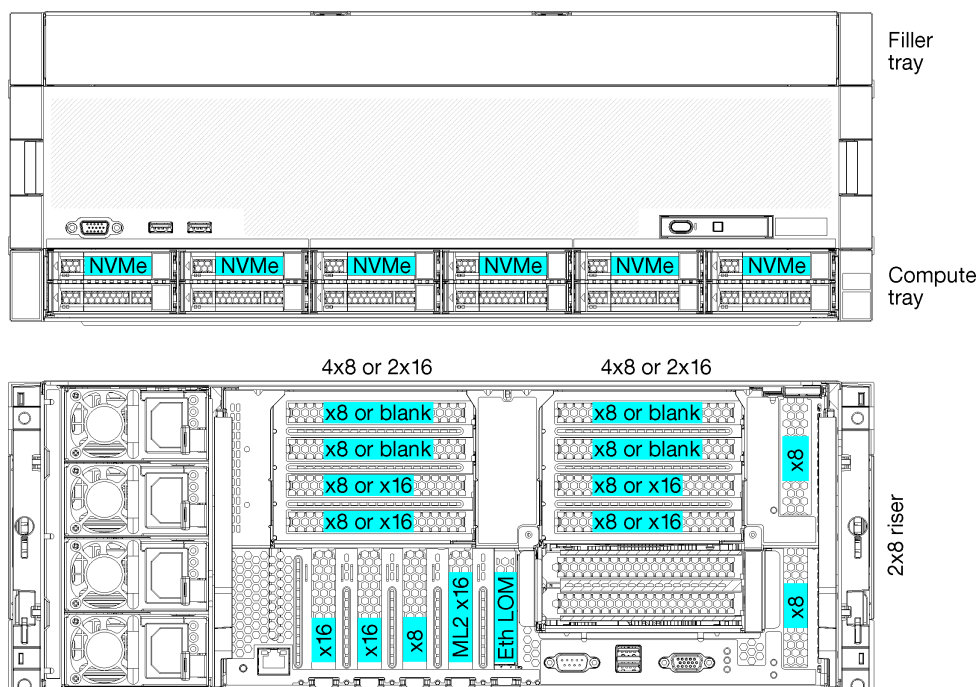 Filler
tray
NVMe NVMe NVMe NVMe NVMe NVMe
Compute
tray
4x8 or 2x16
4x8 or 2x16
x8 or blank
x8 or blank
x8 or x16
x8 or x16
x8 or blank
x8 or blank
x8 or x16
x8 or x16
x8
x8
2x8 riser
x16
x16
x8
ML2 x16
Eth LOM